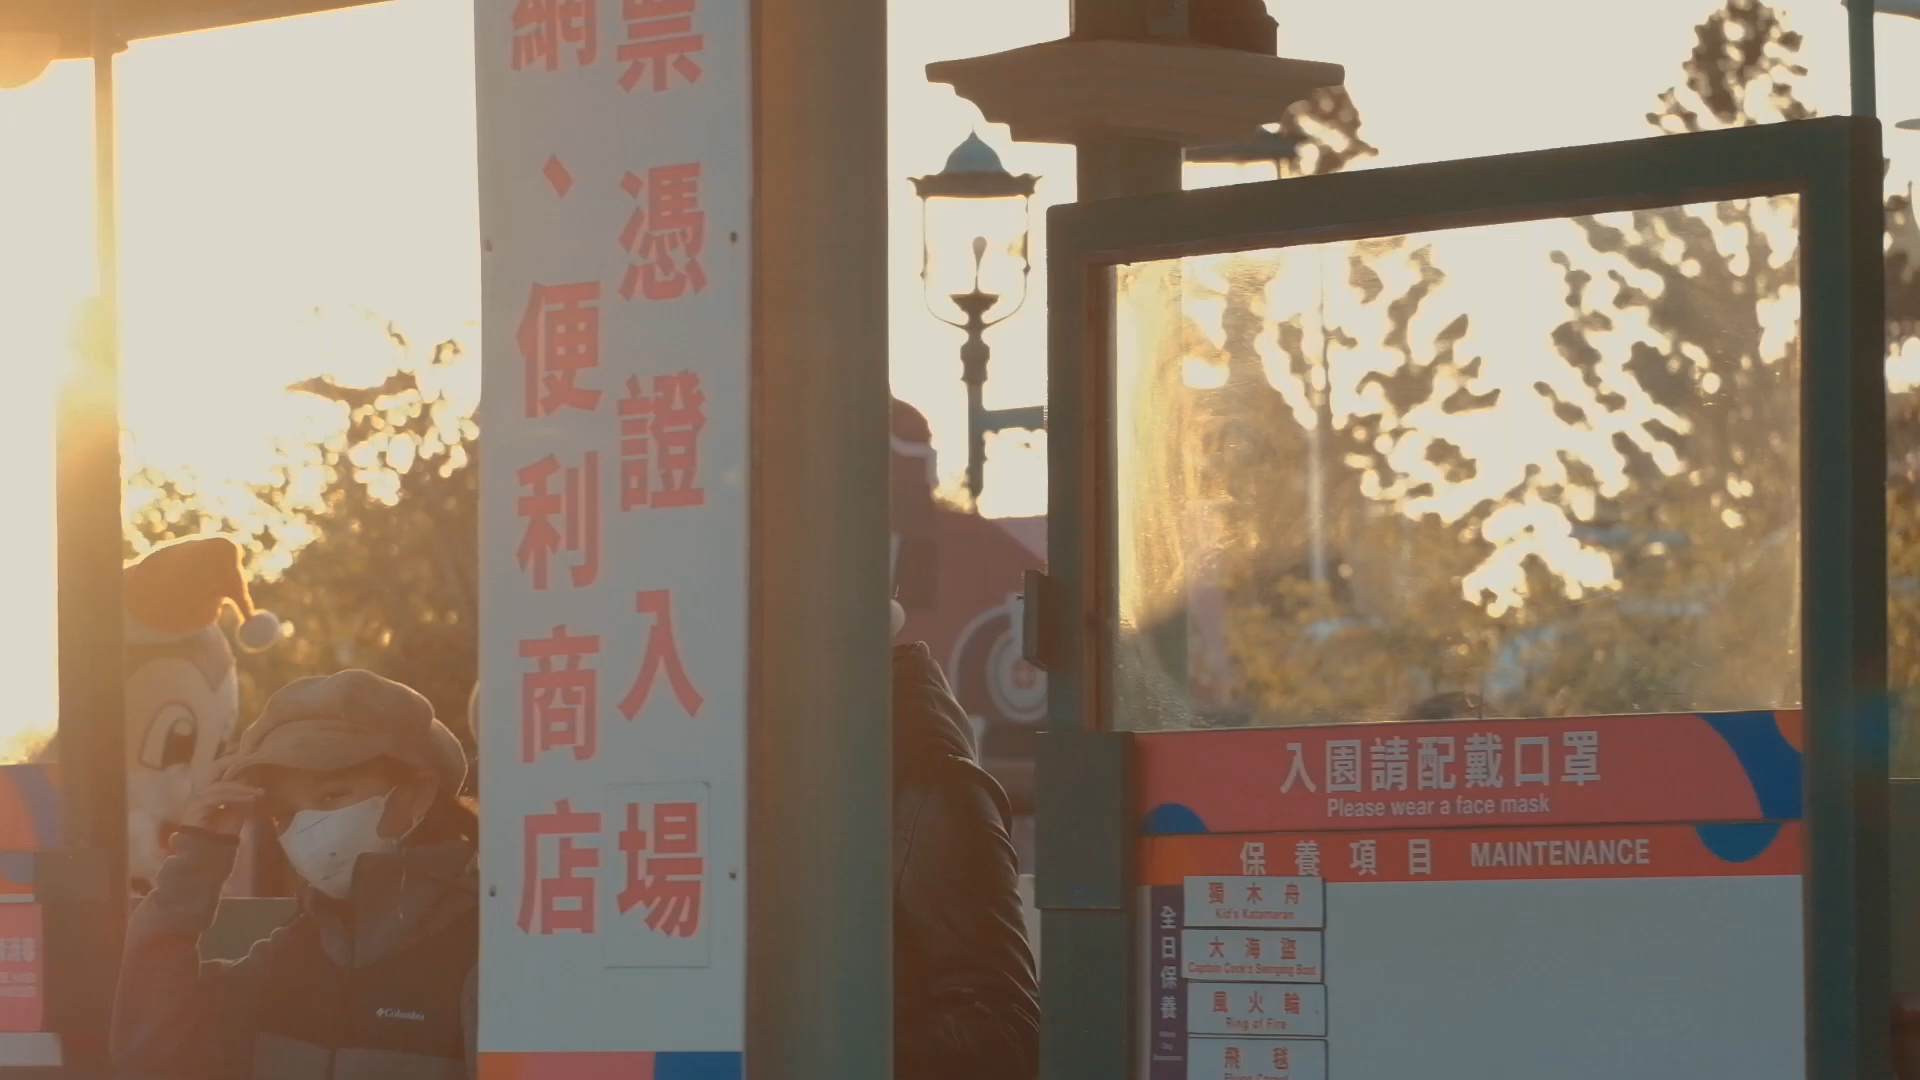 票憑證入場
網、便利商店
入園請配戴口罩
Please wear a face mask
保養項目 MAINTENANCE
全日保養
獨木舟
Kid's Katamaran
大海盜
Captain Cook's Swinging Boat
風火輪
Ring of Fire
飛毯
Columbia